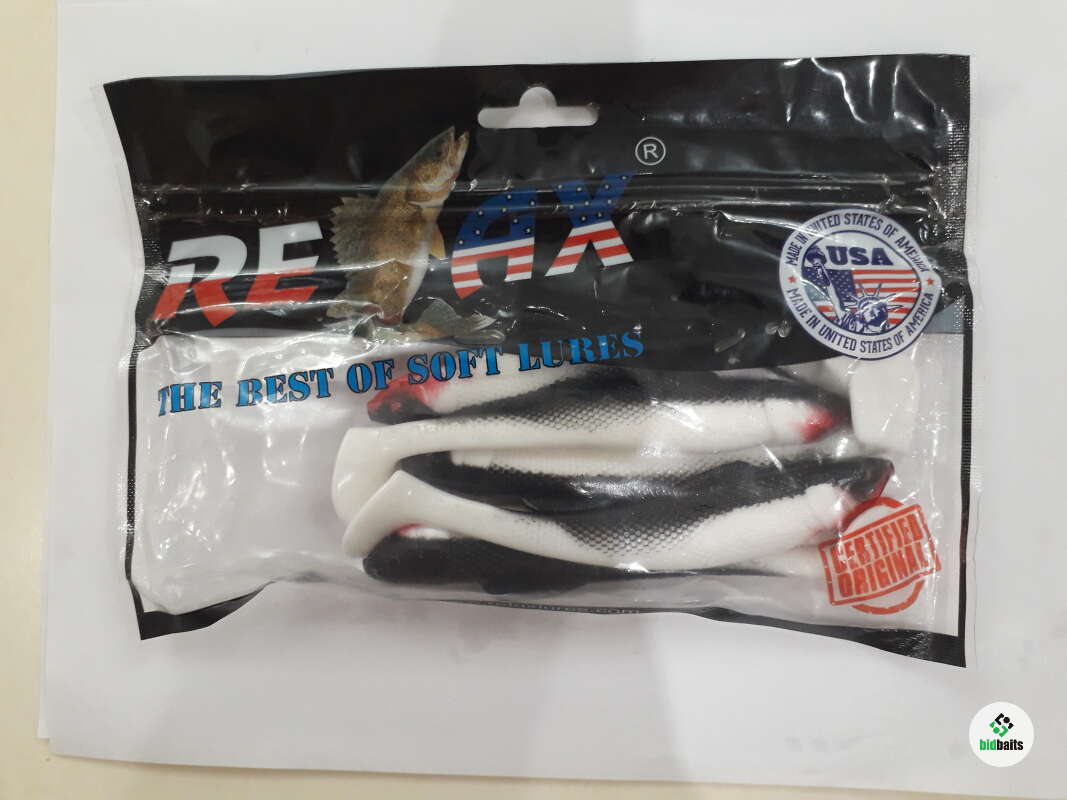 RE AX®
THE BEST OF SOFT LURES
MADE IN UNITED STATES OF AMERICA
USA
MADE IN UNITED STATES OF AMERICA
CERTIFIED
ORIGINAL
bidbaits